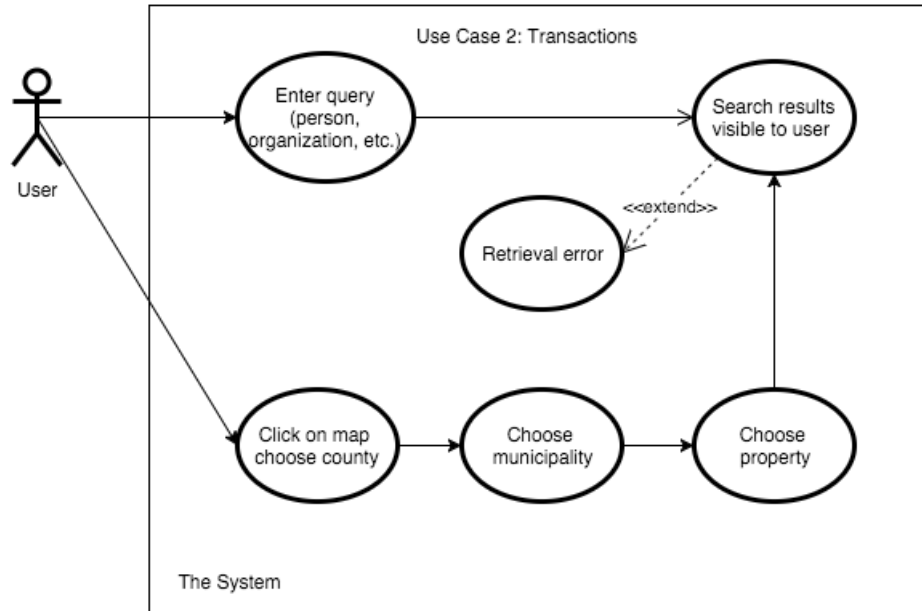 Use Case 2: Transactions
Enter query
(person,
organization, etc.)
Search results
visible to user
User
<<extend>>
Retrieval error
Click on map
choose county
Choose
municipality
Choose
property
The System